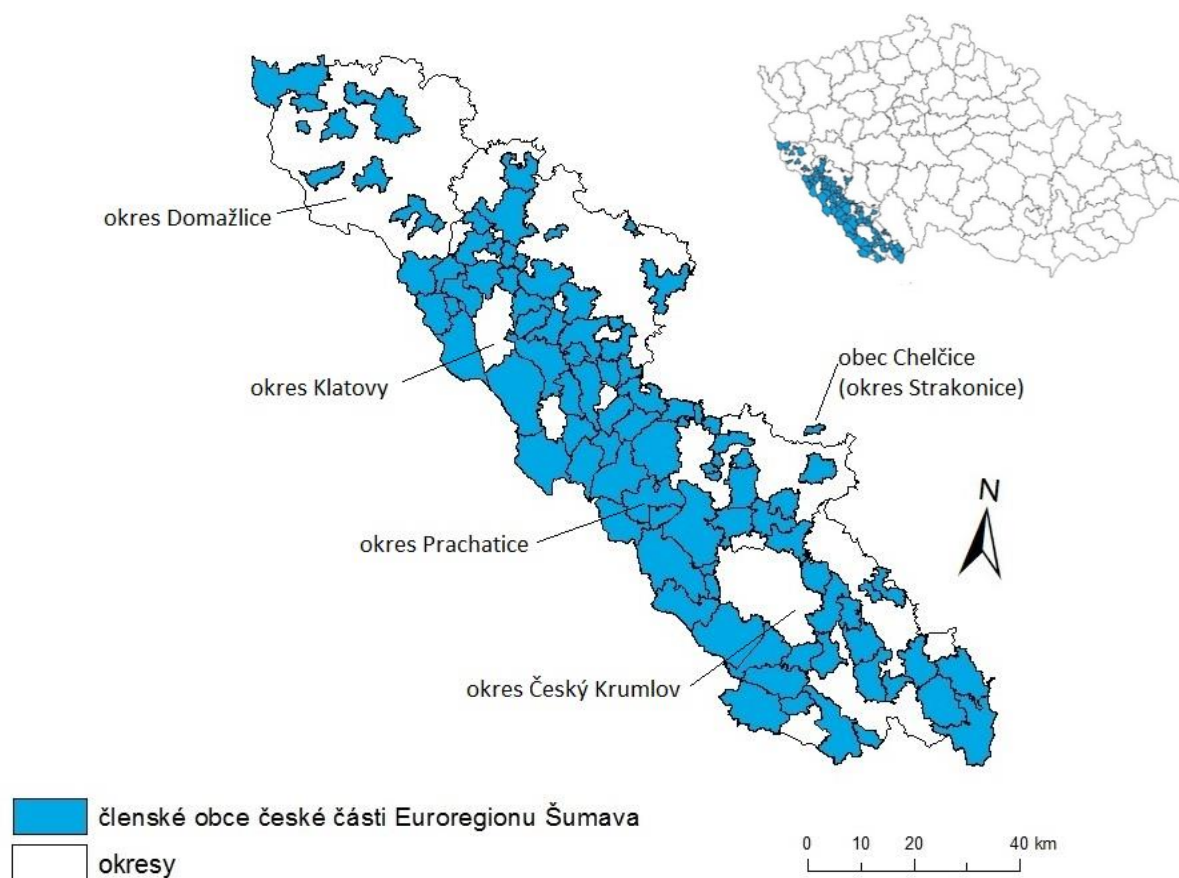 okres Domažlice
okres Klatovy
obec Chelčice
(okres Strakonice)
N
okres Prachatice
okres Český Krumlov
členské obce české části Euroregionu Šumava
okresy
0 10 20 40 km